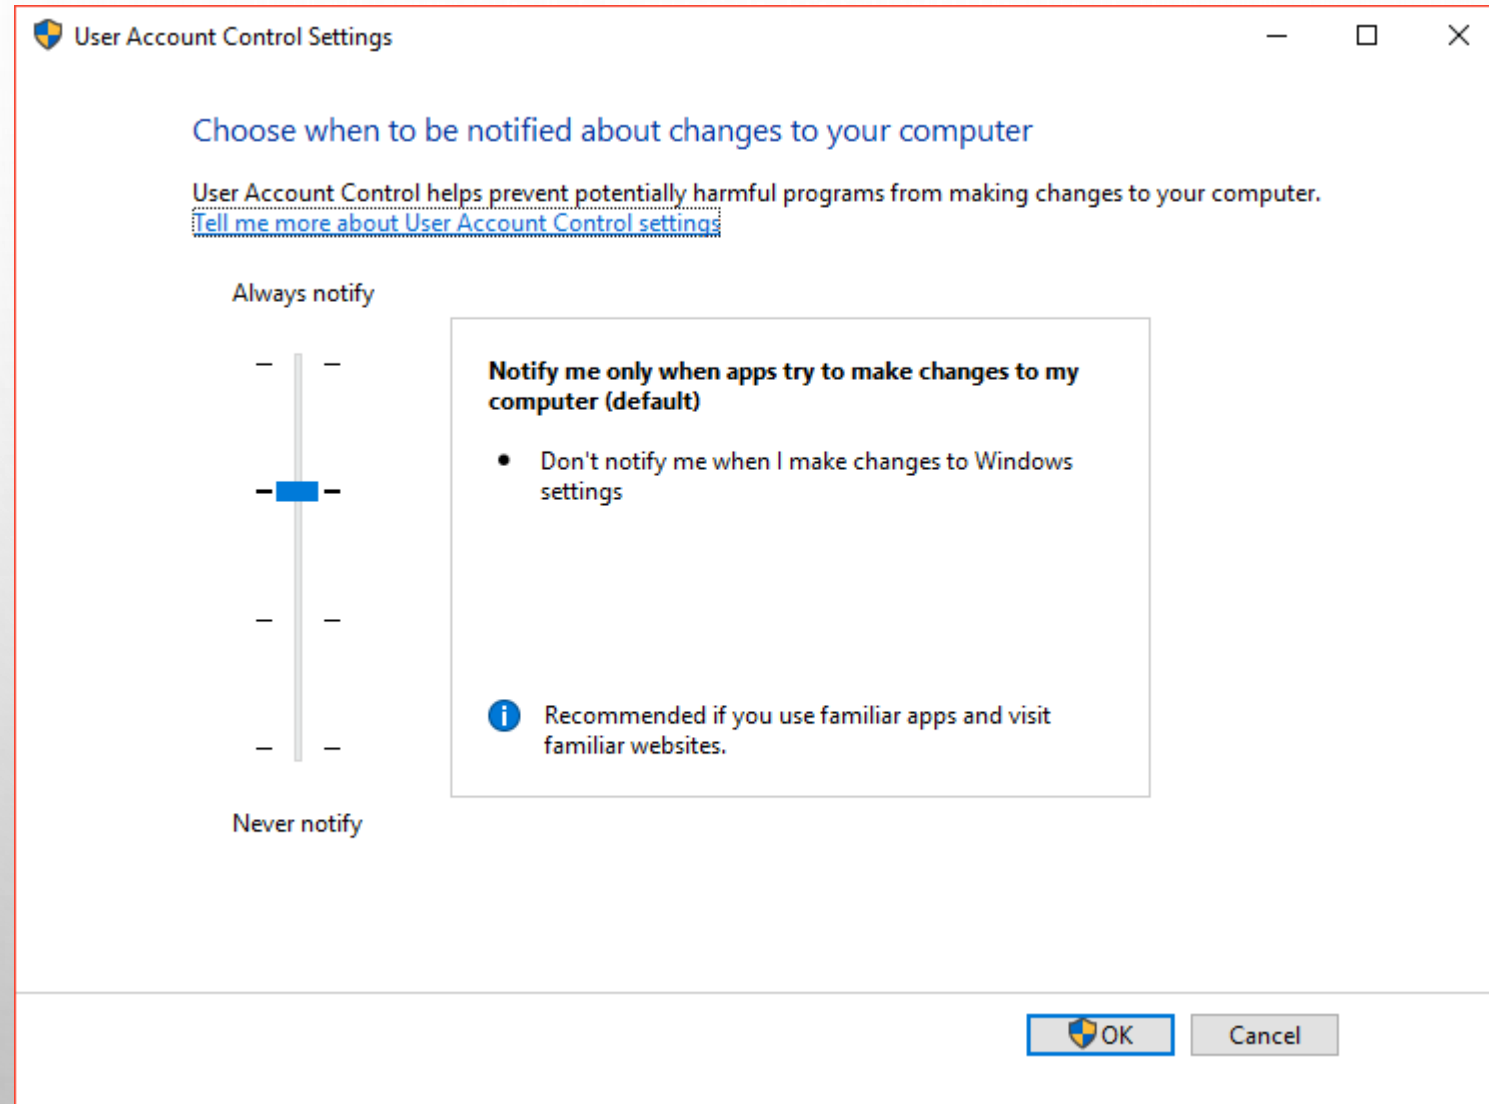 User Account Control Settings
Choose when to be notified about changes to your computer
User Account Control helps prevent potentially harmful programs from making changes to your computer.
Tell me more about User Account Control settings
Always notify
Notify me only when apps try to make changes to my
computer (default)
• Don't notify me when I make changes to Windows
settings
Recommended if you use familiar apps and visit
familiar websites.
Never notify
OK
Cancel